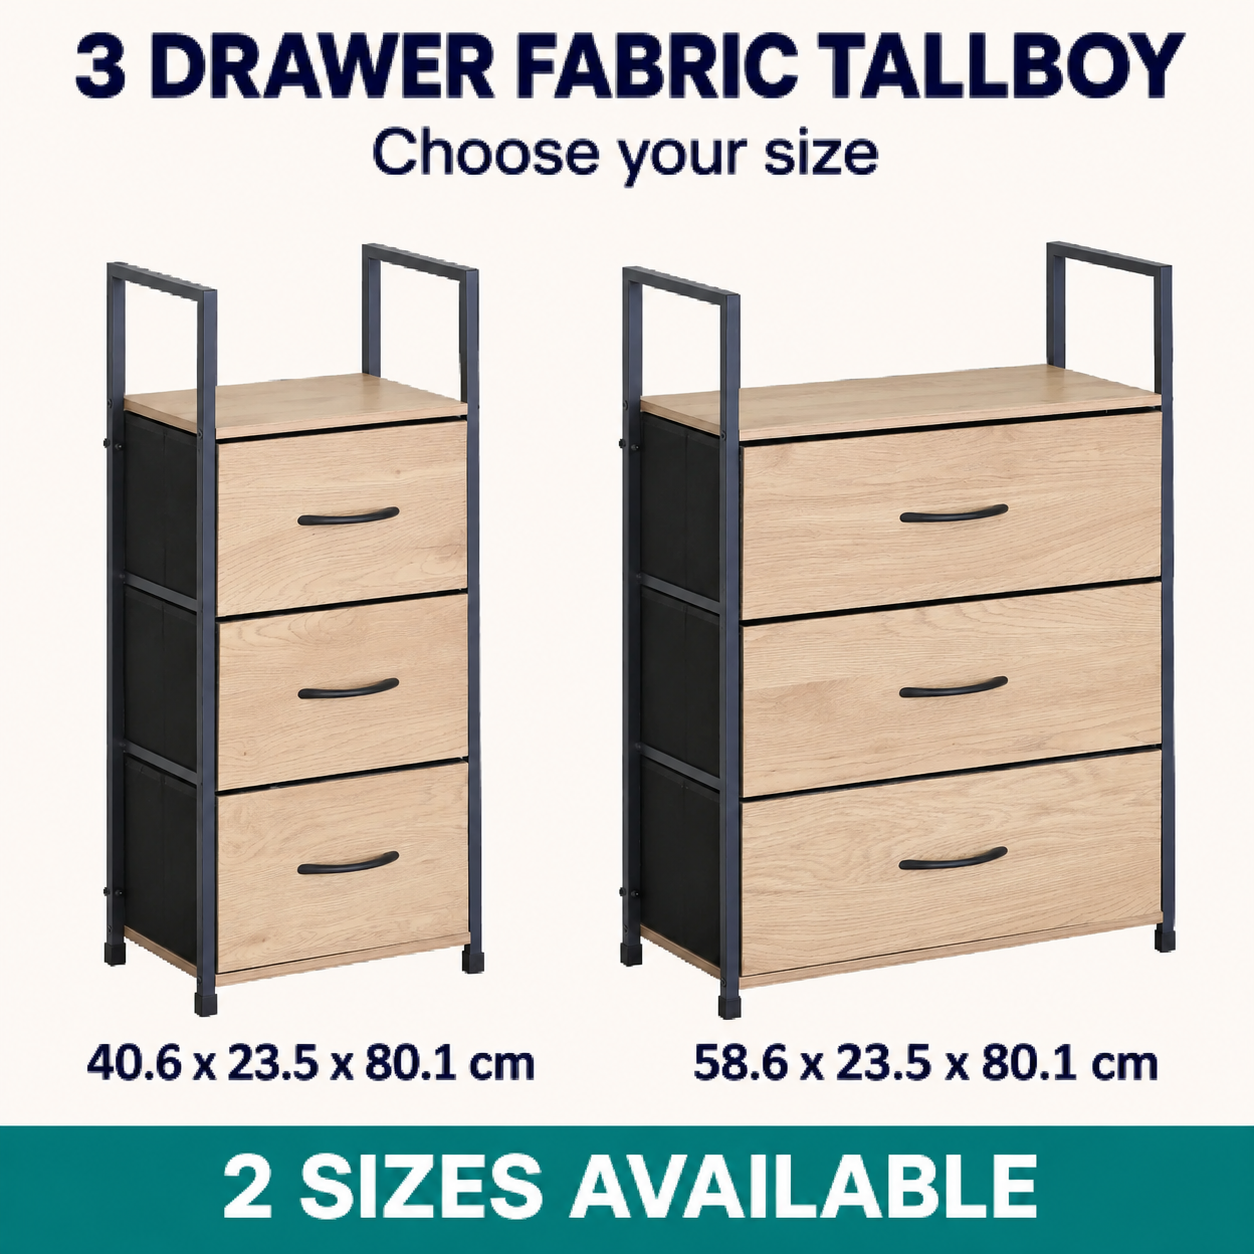 3 DRAWER FABRIC TALLBOY
Choose your size
40.6 x 23.5 x 80.1 cm
58.6 x 23.5 x 80.1 cm
2 SIZES AVAILABLE